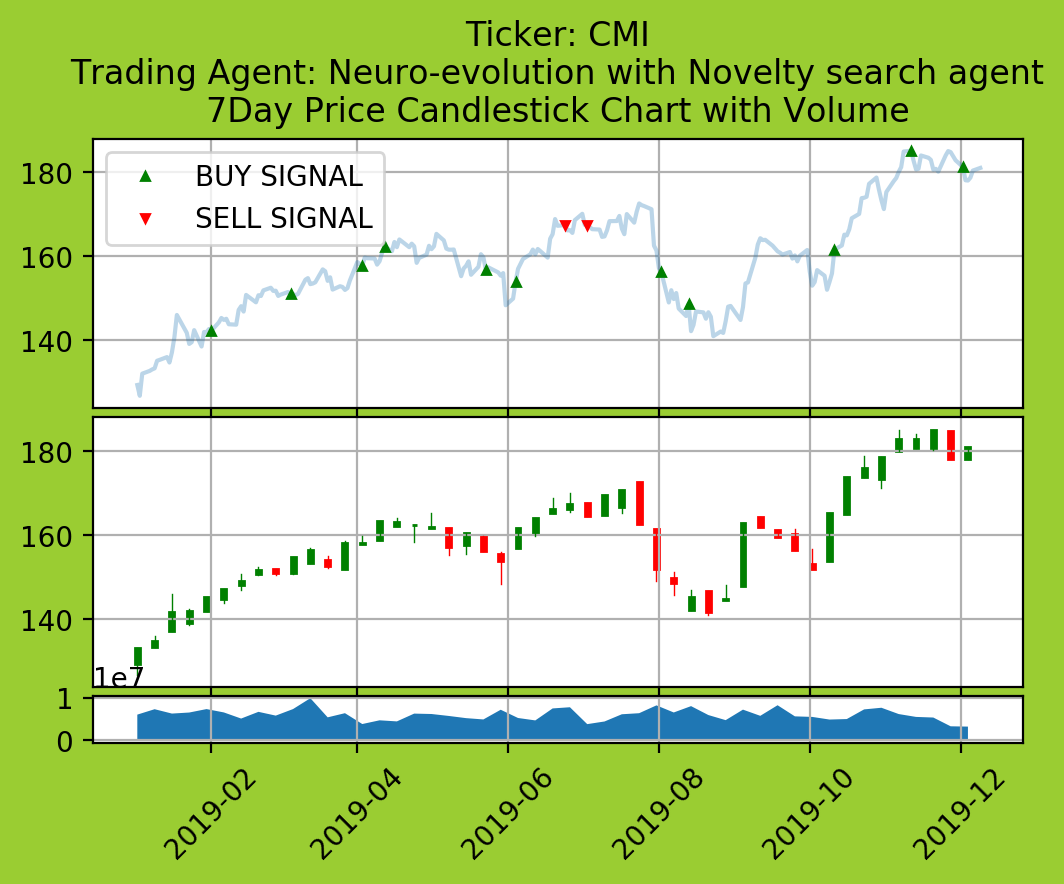 Ticker: CMI
Trading Agent: Neuro-evolution with Novelty search agent
7Day Price Candlestick Chart with Volume
BUY SIGNAL
SELL SIGNAL
180
160
140
180
160
140
1e7
1
0
2019-02
2019-04
2019-06
2019-08
2019-10
2019-12